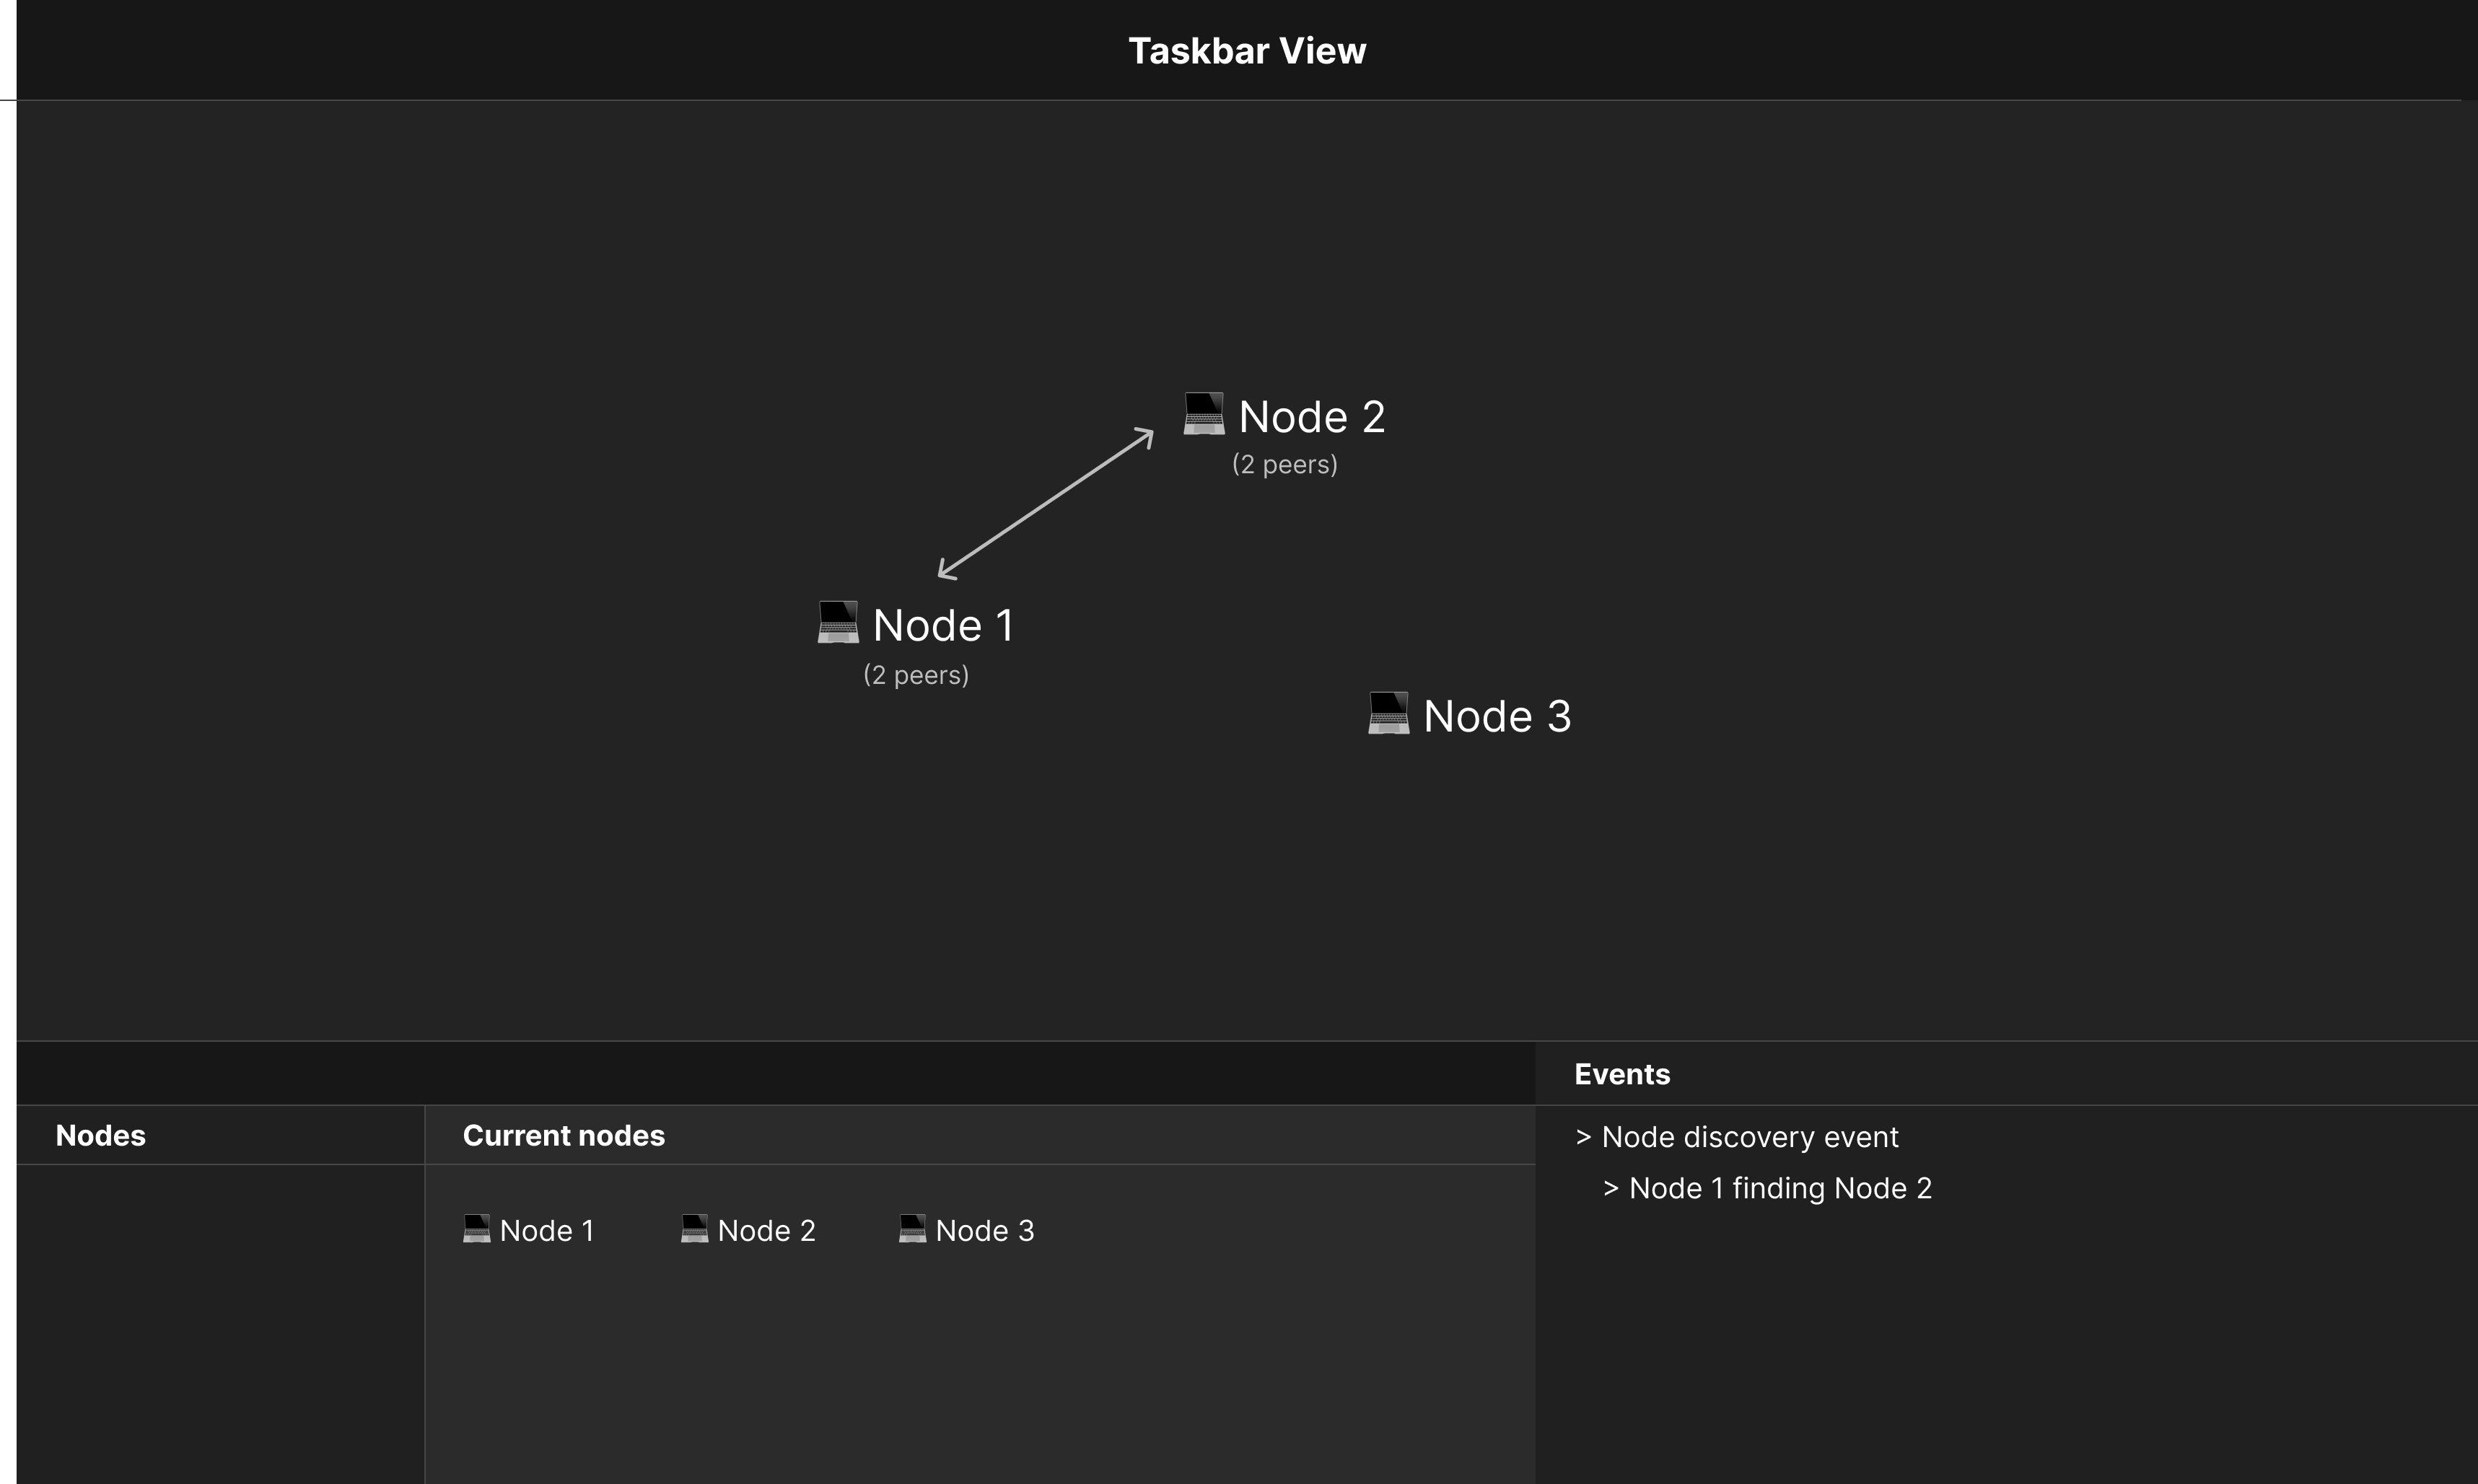 Taskbar View
Node 2
(2 peers)
Node 1
(2 peers)
Node 3
Events
Nodes
Current nodes
> Node discovery event
> Node 1 finding Node 2
Node 1
Node 2
Node 3